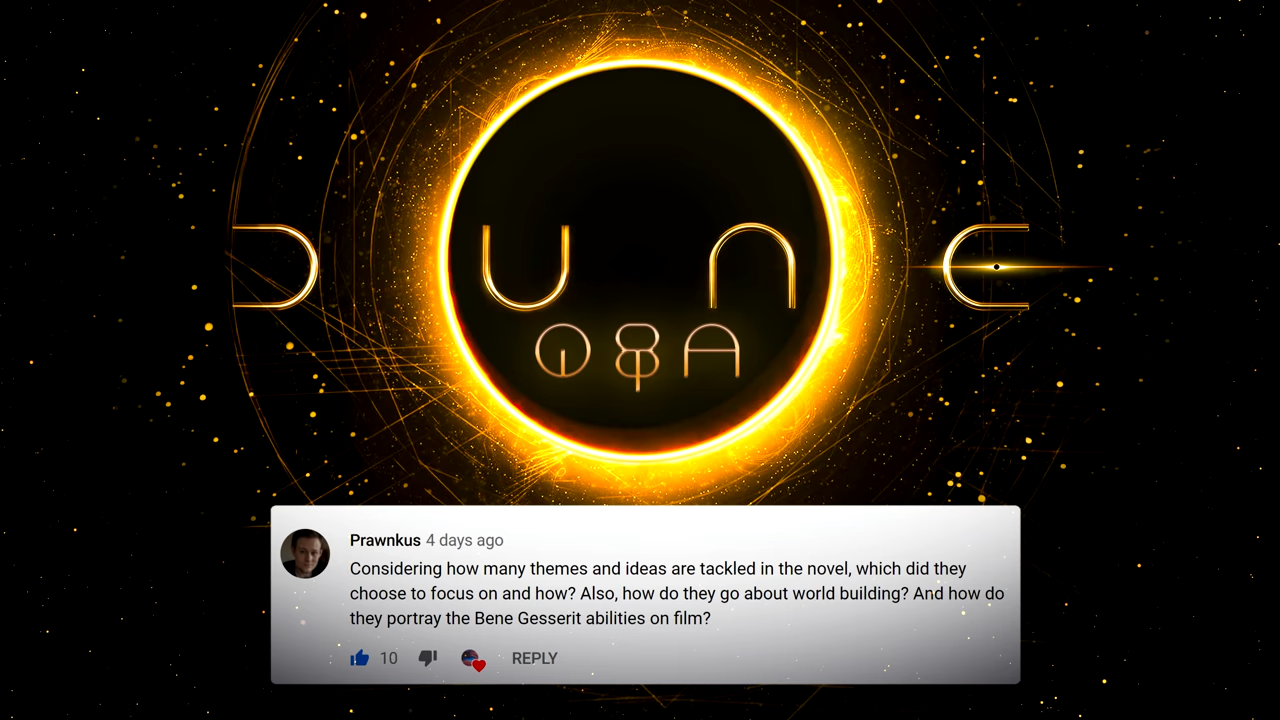 DUNE
Q&A
Prawnkus 4 days ago
Considering how many themes and ideas are tackled in the novel, which did they
choose to focus on and how? Also, how do they go about world building? And how do
they portray the Bene Gesserit abilities on film?
10 REPLY